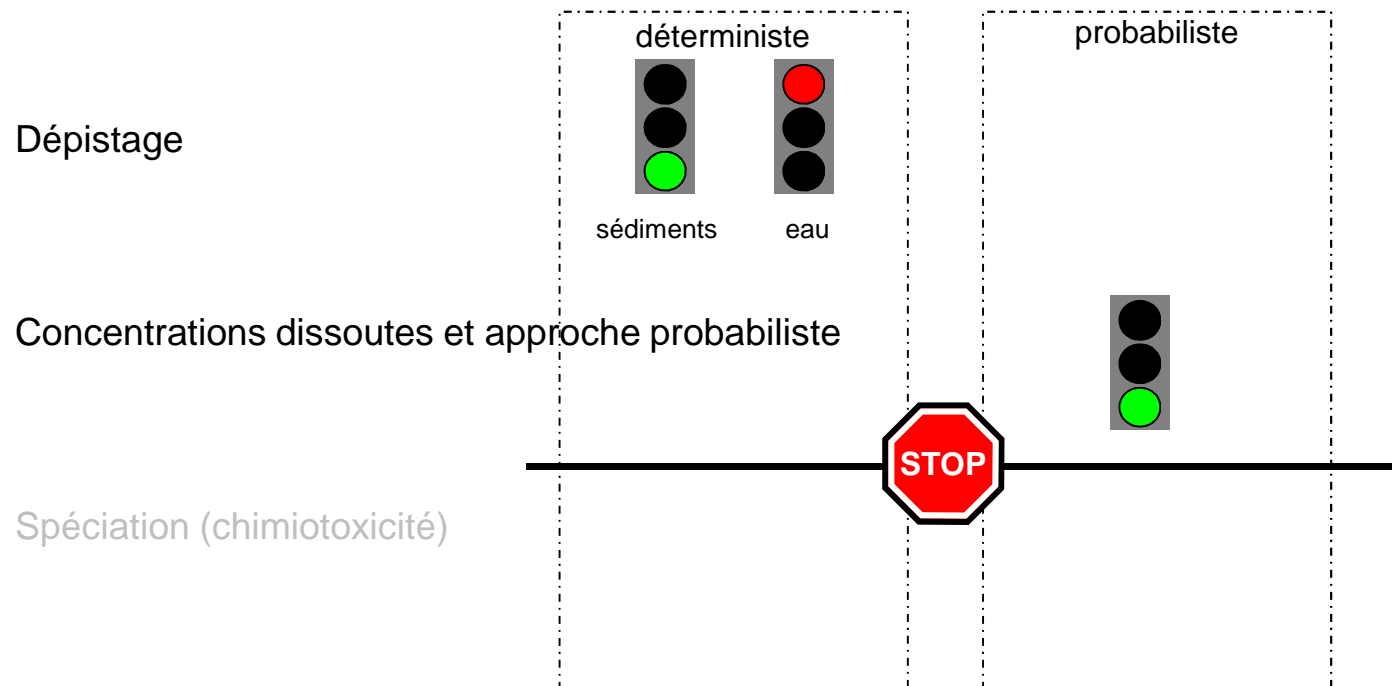 déterministe
probabiliste
Dépistage
sédiments
eau
Concentrations dissoutes et approche probabiliste
STOP
Spéciation (chimiotoxicité)